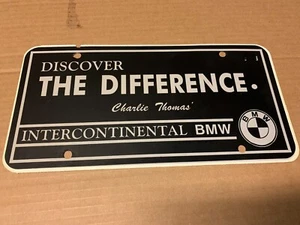 DISCOVER
THE DIFFERENCE.
Charlie Thomas'
INTERCONTINENTAL BMW
BMW